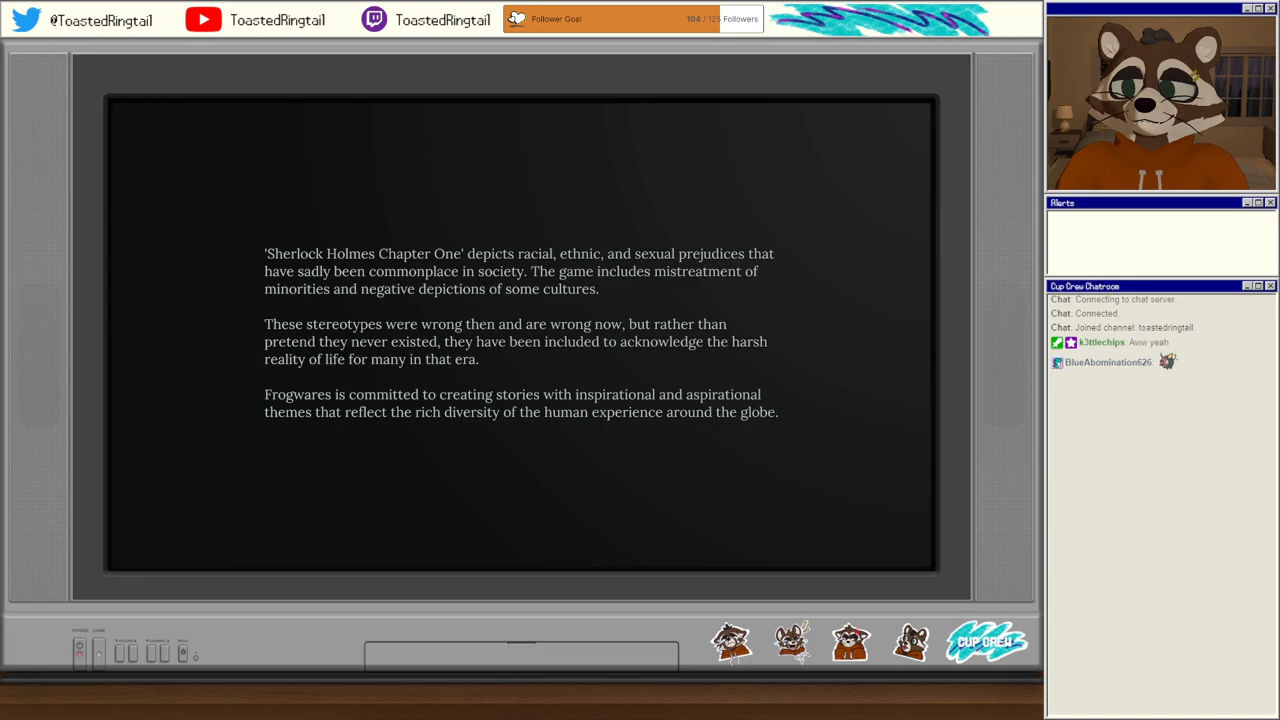 @ToastedRingtail
ToastedRingtail
ToastedRingtail
Follower Goal
104 / 125 Followers
'Sherlock Holmes Chapter One' depicts racial, ethnic, and sexual prejudices that
have sadly been commonplace in society. The game includes mistreatment of
minorities and negative depictions of some cultures.
These stereotypes were wrong then and are wrong now, but rather than
pretend they never existed, they have been included to acknowledge the harsh
reality of life for many in that era.
Frogwares is committed to creating stories with inspirational and aspirational
themes that reflect the rich diversity of the human experience around the globe.
Alerts
Cup Crew Chatroom
Chat: Connecting to chat server..
Chat: Connected.
Chat: Joined channel: toastedringtail.
k3ttlechips: Aww yeah
BlueAbomination626:
POWER GAME
CUP CREW